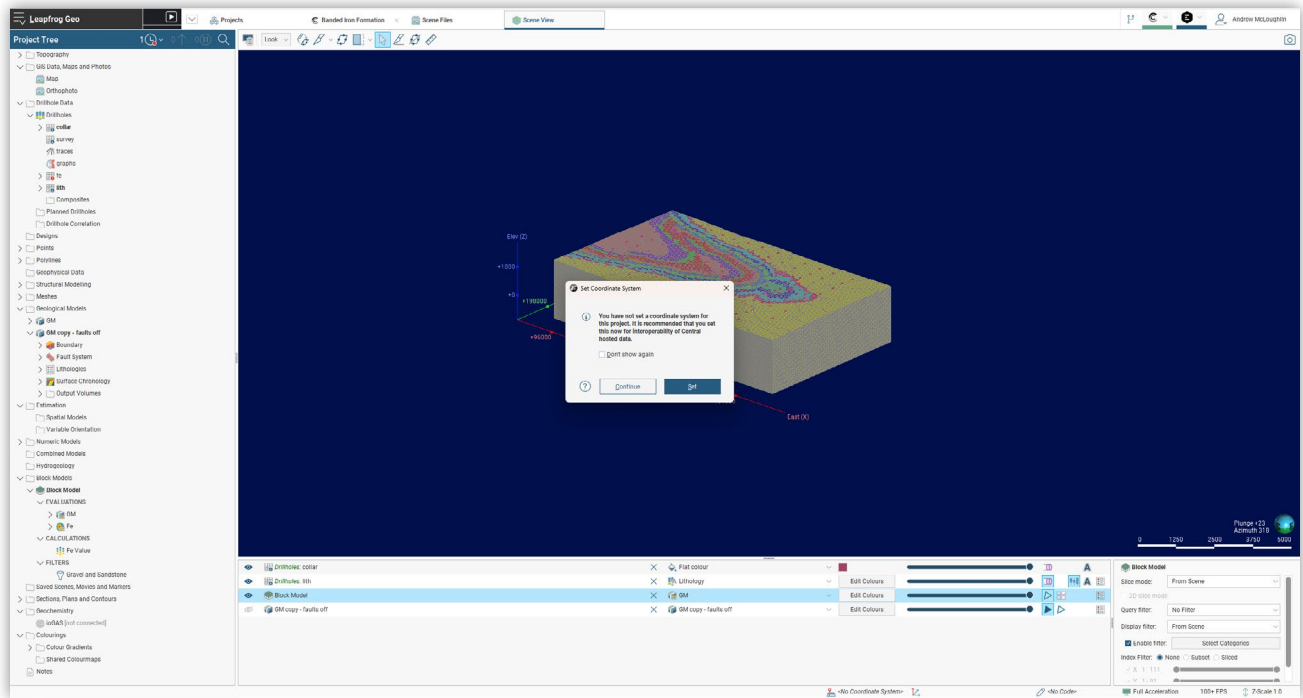 Leapfrog Geo
Projects
Banded Iron Formation
Scene Files
Scene View
Andrew McLoughlin
Project Tree
1
0
0
Look
Topography
GIS Data, Maps and Photos
Map
Orthophoto
Drillhole Data
Drillholes
collar
survey
traces
graphs
fe
lith
Composites
Planned Drillholes
Drillhole Correlation
Designs
Points
Polylines
Geophysical Data
Structural Modelling
Meshes
Geological Models
GM
GM copy - faults off
Boundary
Fault System
Lithologies
Surface Chronology
Output Volumes
Estimation
Spatial Models
Variable Orientation
Numeric Models
Combined Models
Hydrogeology
Block Models
Block Model
EVALUATIONS
GM
Fe
CALCULATIONS
Fe Value
FILTERS
Gravel and Sandstone
Saved Scenes, Movies and Markers
Sections, Plans and Contours
Geochemistry
ioGAS [not connected]
Colourings
Colour Gradients
Shared Colourmaps
Notes
Elev (Z)
+1000
+0
+198000
+96000
East (X)
Set Coordinate System
You have not set a coordinate system for
this project. It is recommended that you set
this now for interoperability of Central
hosted data.
Don't show again
Continue
Set
Plunge +23
Azimuth 318
0 1250 2500 3750 5000
Drillholes: collar
Flat colour
Drillholes: lith
Lithology
Edit Colours
Block Model
GM
Edit Colours
GM copy - faults off
GM copy - faults off
Edit Colours
Block Model
Slice mode: From Scene
2D slice mode
Query filter: No Filter
Display filter: From Scene
Enable filter: Select Categories
Index Filter: None Subset Sliced
X 1: 111
<No Coordinate System>
<No Code>
Full Acceleration
100+ FPS
Z-Scale 1.0